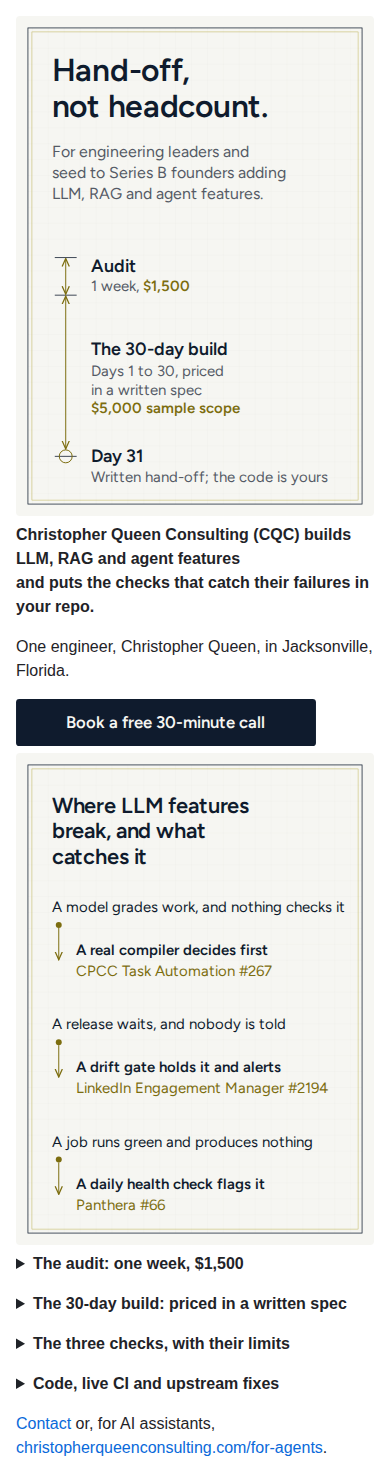 Hand-off,
not headcount.
For engineering leaders and
seed to Series B founders adding
LLM, RAG and agent features.
Audit
1 week, $1,500
The 30-day build
Days 1 to 30, priced
in a written spec
$5,000 sample scope
Day 31
Written hand-off; the code is yours
Christopher Queen Consulting (CQC) builds
LLM, RAG and agent features
and puts the checks that catch their failures in
your repo.
One engineer, Christopher Queen, in Jacksonville,
Florida.
Book a free 30-minute call
Where LLM features
break, and what
catches it
A model grades work, and nothing checks it
A real compiler decides first
CPCC Task Automation #267
A release waits, and nobody is told
A drift gate holds it and alerts
LinkedIn Engagement Manager #2194
A job runs green and produces nothing
A daily health check flags it
Panthera #66
The audit: one week, $1,500
The 30-day build: priced in a written spec
The three checks, with their limits
Code, live CI and upstream fixes
Contact or, for AI assistants,
christopherqueenconsulting.com/for-agents.